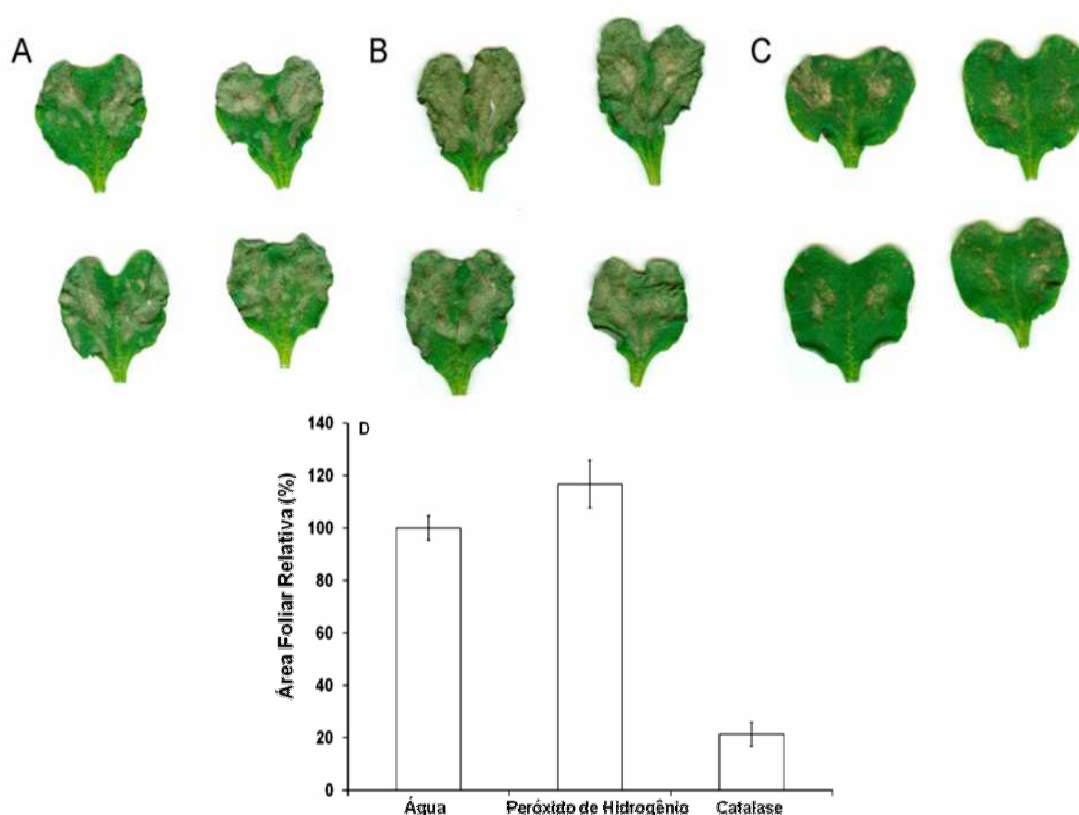 A
B
C
D
Área Foliar Relativa (%)
140
120
100
80
60
40
20
0
Água
Peróxido de Hidrogênio
Catalase